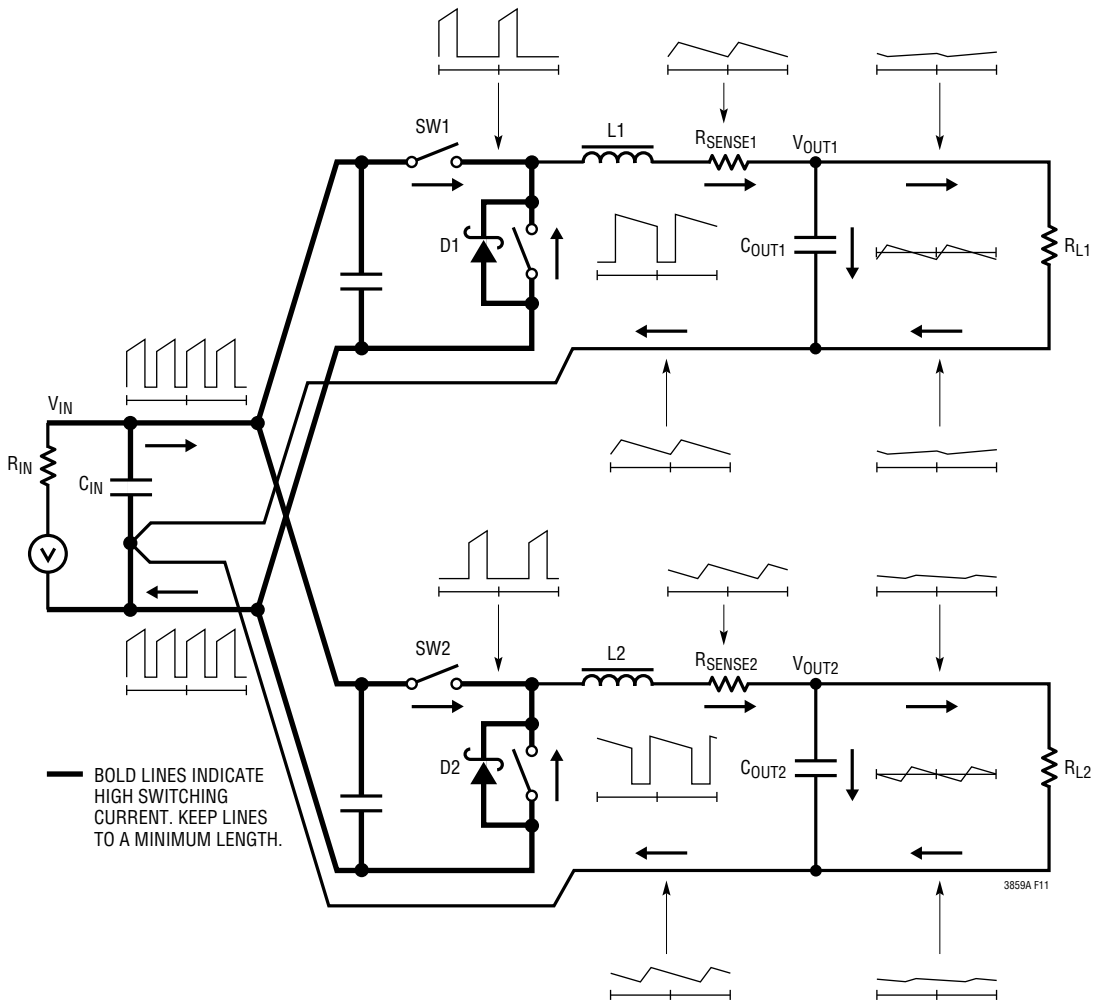 SW1
L1
RSENSE1
VOUT1
D1
COUT1
RL1
VIN
RIN
CIN
V
SW2
L2
RSENSE2
VOUT2
D2
COUT2
RL2
BOLD LINES INDICATE
HIGH SWITCHING
CURRENT. KEEP LINES
TO A MINIMUM LENGTH.
3859A F11